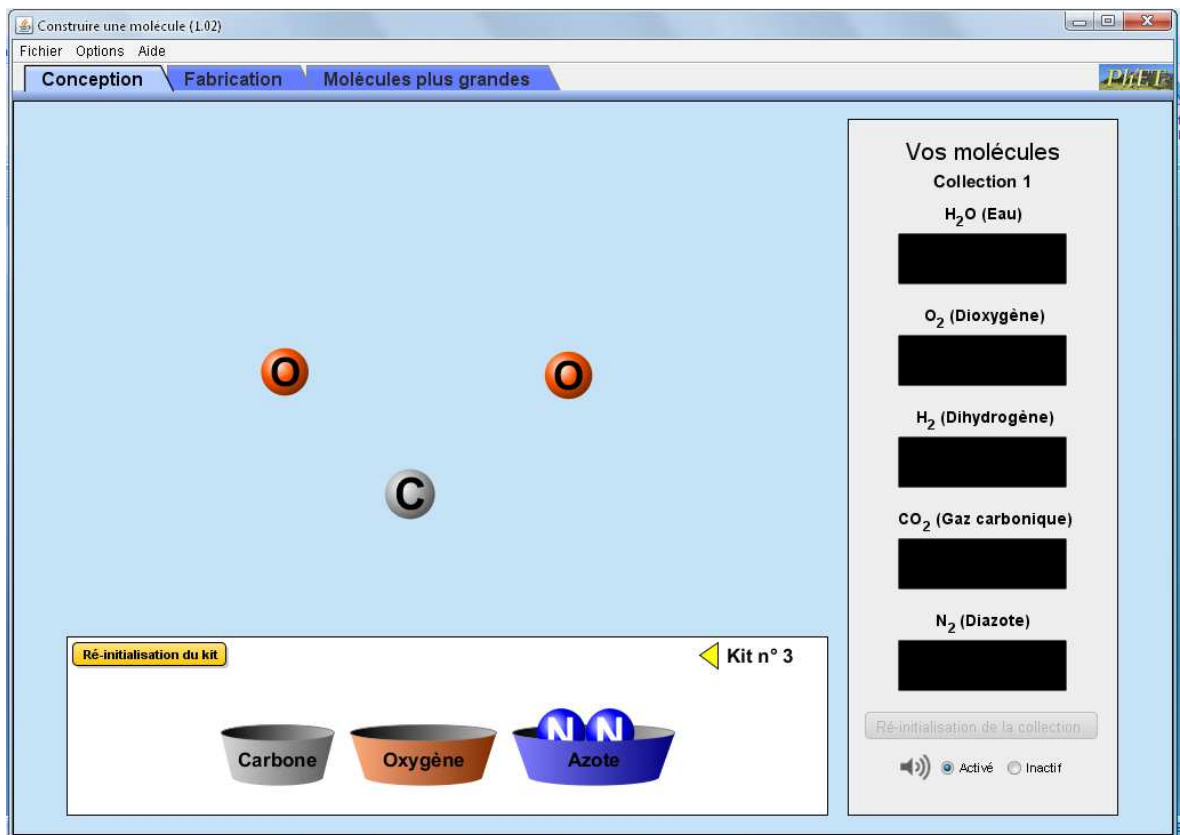 Construire une molécule (1.02)
Fichier Options Aide
Conception Fabrication Molécules plus grandes
PhET
Vos molécules
Collection 1
H₂O (Eau)
O₂ (Dioxygène)
H₂ (Dihydrogène)
CO₂ (Gaz carbonique)
N₂ (Diazote)
Ré-initialisation de la collection
Activé Inactif
O O
C
Ré-initialisation du kit
Kit n° 3
N N
Carbone Oxygène Azote